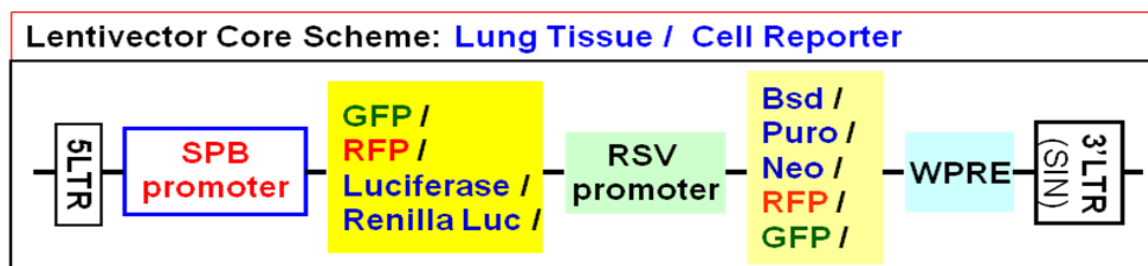 Lentivector Core Scheme: Lung Tissue / Cell Reporter
5LTR
SPB
promoter
GFP /
RFP /
Luciferase /
Renilla Luc /
RSV
promoter
Bsd /
Puro /
Neo /
RFP /
GFP /
WPRE
3'LTR
(SIN)